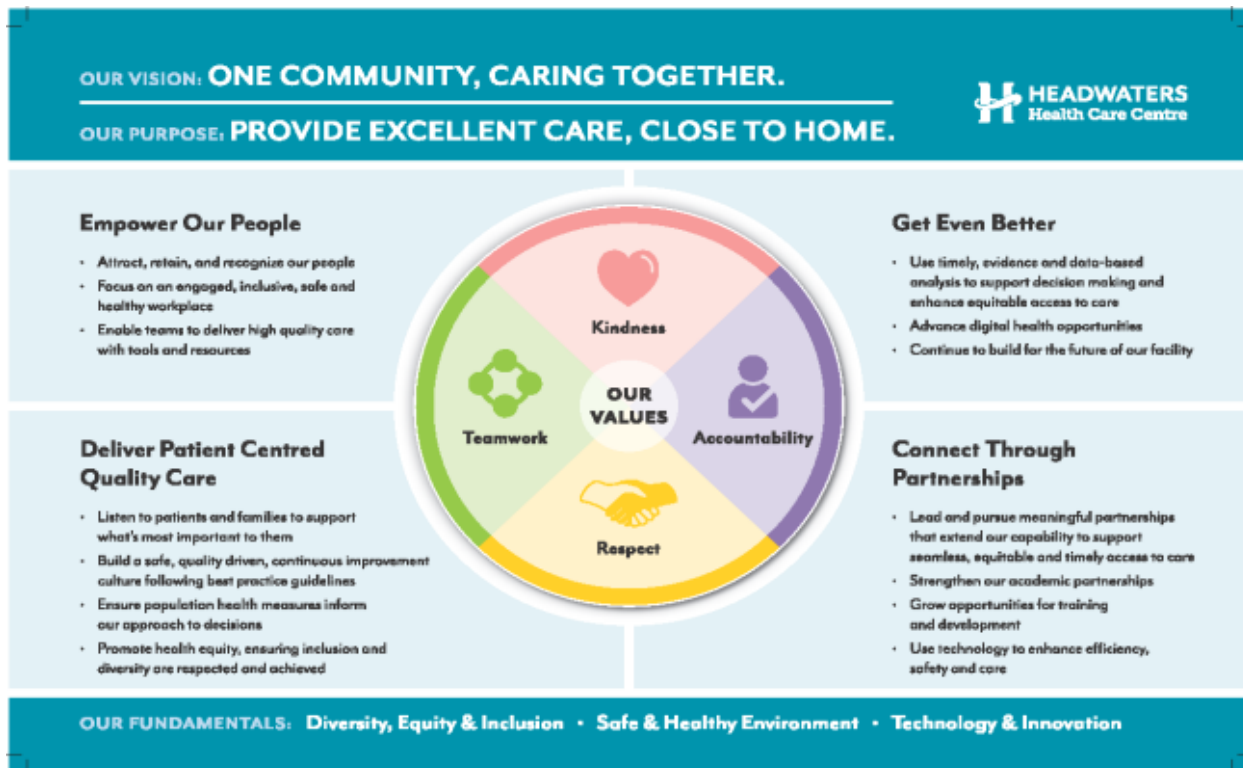 OUR VISION: ONE COMMUNITY, CARING TOGETHER.
OUR PURPOSE: PROVIDE EXCELLENT CARE, CLOSE TO HOME.
HEADWATERS
Health Care Centre
Empower Our People
• Attract, retain, and recognize our people
• Focus on an engaged, inclusive, safe and
healthy workplace
• Enable teams to deliver high quality care
with tools and resources
Get Even Better
• Use timely, evidence and data-based
analysis to support decision making and
enhance equitable access to care
• Advance digital health opportunities
• Continue to build for the future of our facility
Kindness
Teamwork
OUR
VALUES
Accountability
Respect
Deliver Patient Centred
Quality Care
• Listen to patients and families to support
what's most important to them
• Build a safe, quality driven, continuous improvement
culture following best practice guidelines
• Ensure population health measures inform
our approach to decisions
• Promote health equity, ensuring inclusion and
diversity are respected and achieved
Connect Through
Partnerships
• Lead and pursue meaningful partnerships
that extend our capability to support
seamless, equitable and timely access to care
• Strengthen our academic partnerships
• Grow opportunities for training
and development
• Use technology to enhance efficiency,
safety and care
OUR FUNDAMENTALS: Diversity, Equity & Inclusion • Safe & Healthy Environment • Technology & Innovation